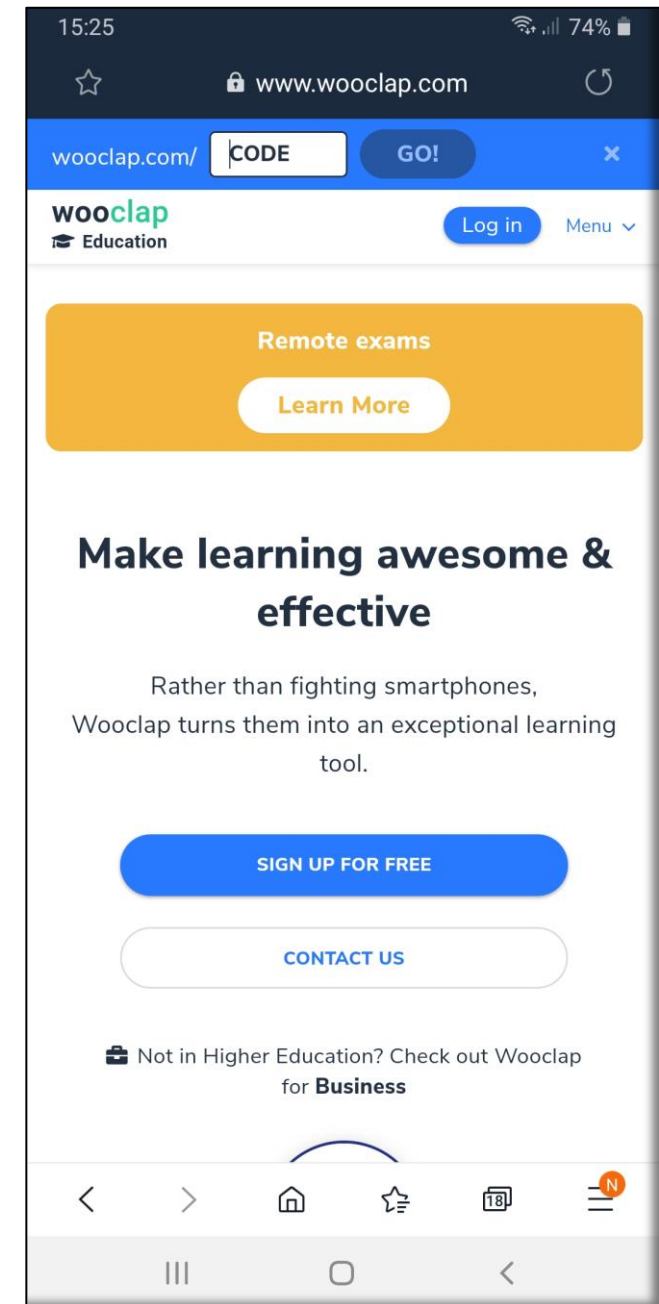 15:25 74%
www.wooclap.com
wooclap.com/ CODE GO! ×
wooclap Log in Menu
Education
Remote exams
Learn More
Make learning awesome &
effective
Rather than fighting smartphones,
Wooclap turns them into an exceptional learning
tool.
SIGN UP FOR FREE
CONTACT US
Not in Higher Education? Check out Wooclap
for Business
18 N